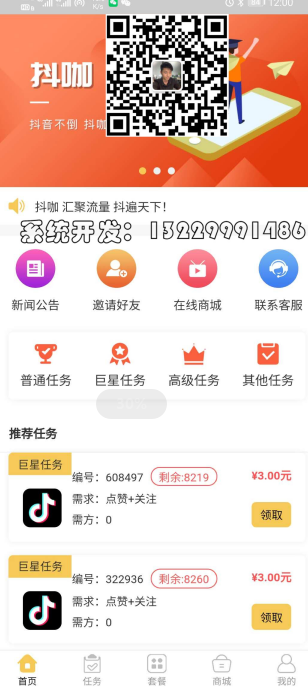 12:00
抖咖
抖音不倒 抖咖
抖咖 汇聚流量 抖遍天下！
系统开发：13229991486
新闻公告 邀请好友 在线商城 联系客服
普通任务 巨星任务 高级任务 其他任务
推荐任务
巨星任务
编号：608497 剩余:8219 ¥3.00元
需求：点赞+关注
领取
需方：0
巨星任务
编号：322936 剩余:8260 ¥3.00元
需求：点赞+关注
领取
需方：0
首页 任务 套餐 商城 我的